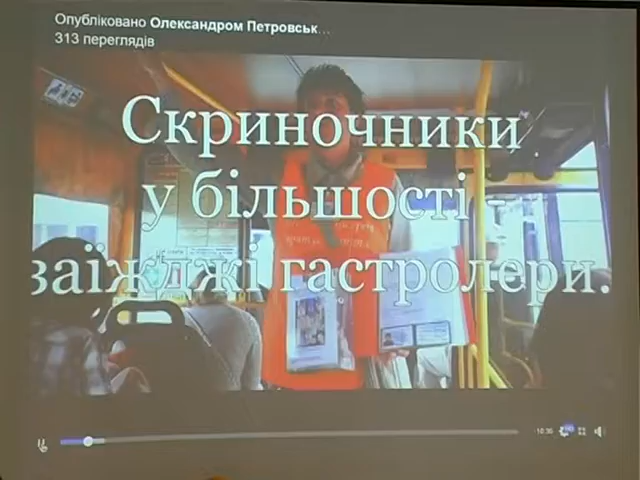 Опубліковано Олександром Петровськ...
313 переглядів
Скриночники
у більшості -
заїжджі гастролери.